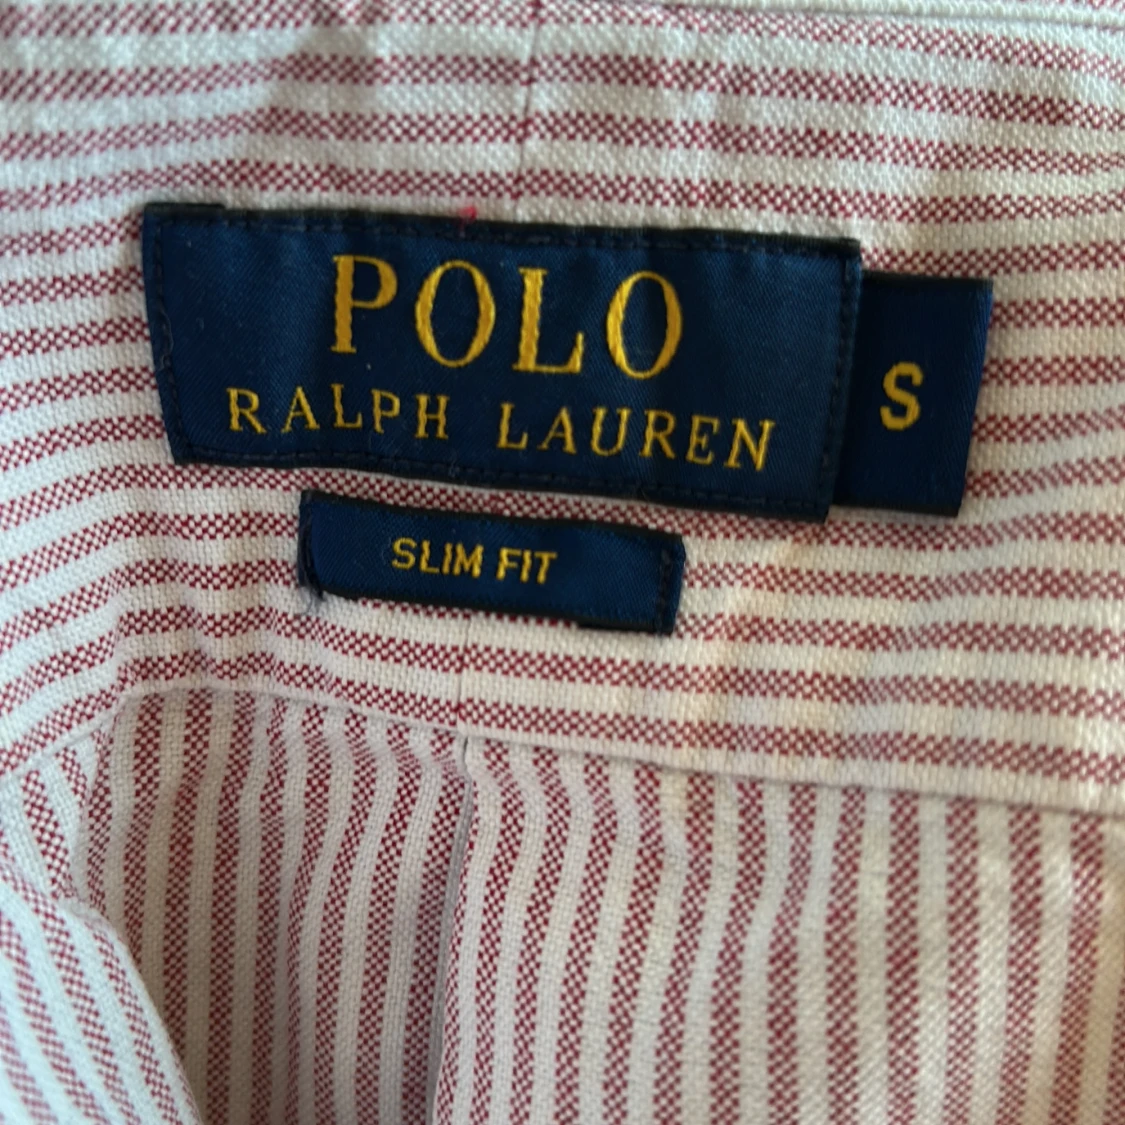 POLO
RALPH LAUREN
S
SLIM FIT